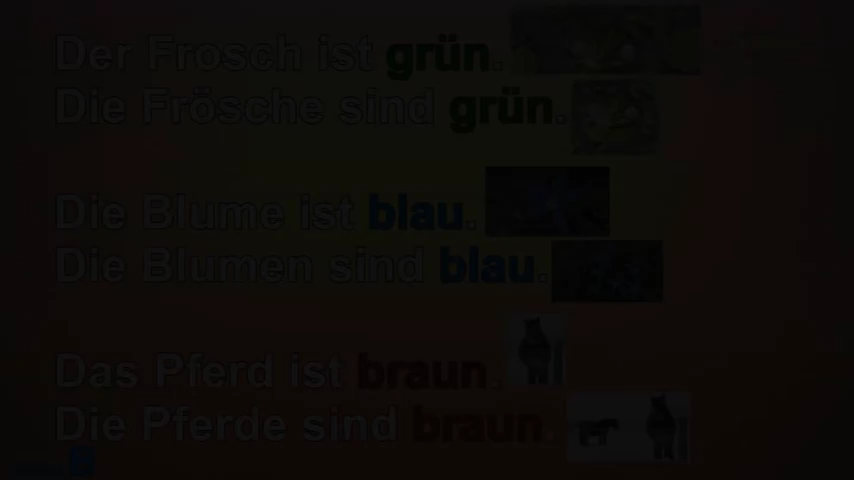 Der Frosch ist grün.
Die Frösche sind grün.
Die Blume ist blau.
Die Blumen sind blau.
Das Pferd ist braun.
Die Pferde sind braun.